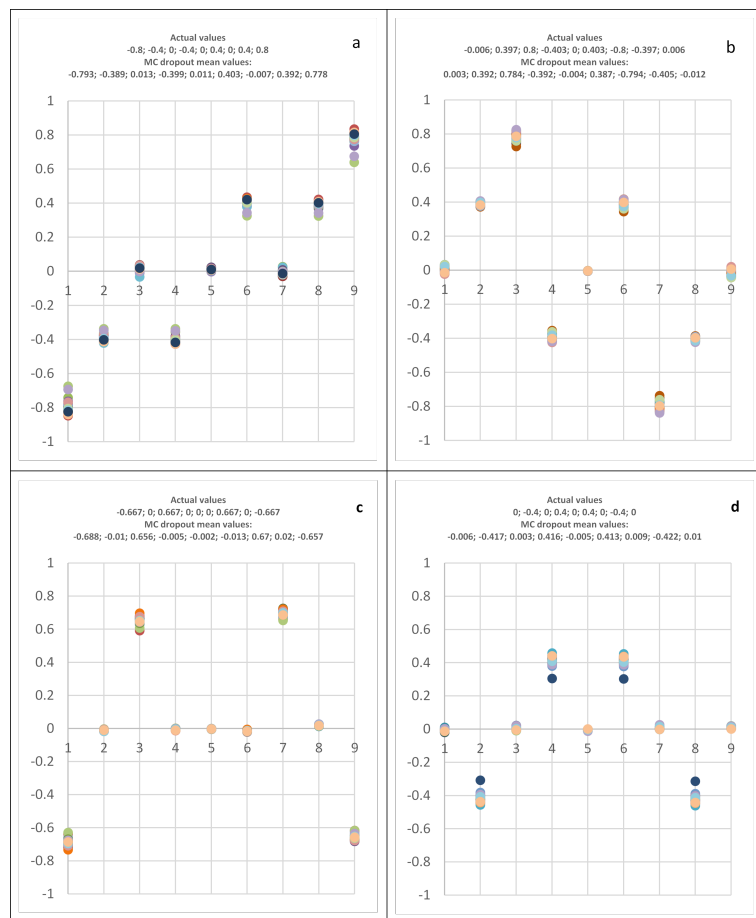 Actual values
-0.8; -0.4; 0; -0.4; 0; 0.4; 0; 0.4; 0.8
a
MC dropout mean values:
-0.793; -0.389; 0.013; -0.399; 0.011; 0.403; -0.007; 0.392; 0.778
1
0.8
0.6
0.4
0.2
0
1 2 3 4 5 6 7 8 9
-0.2
-0.4
-0.6
-0.8
-1
Actual values
-0.006; 0.397; 0.8; -0.403; 0; 0.403; -0.8; -0.397; 0.006
b
MC dropout mean values:
0.003; 0.392; 0.784; -0.392; -0.004; 0.387; -0.794; -0.405; -0.012
1
0.8
0.6
0.4
0.2
0
1 2 3 4 5 6 7 8 9
-0.2
-0.4
-0.6
-0.8
-1
Actual values
-0.667; 0; 0.667; 0; 0; 0; 0.667; 0; -0.667
c
MC dropout mean values:
-0.688; -0.01; 0.656; -0.005; -0.002; -0.013; 0.67; 0.02; -0.657
1
0.8
0.6
0.4
0.2
0
1 2 3 4 5 6 7 8 9
-0.2
-0.4
-0.6
-0.8
-1
Actual values
0; -0.4; 0; 0.4; 0; 0.4; 0; -0.4; 0
d
MC dropout mean values:
-0.006; -0.417; 0.003; 0.416; -0.005; 0.413; 0.009; -0.422; 0.01
1
0.8
0.6
0.4
0.2
0
1 2 3 4 5 6 7 8 9
-0.2
-0.4
-0.6
-0.8
-1